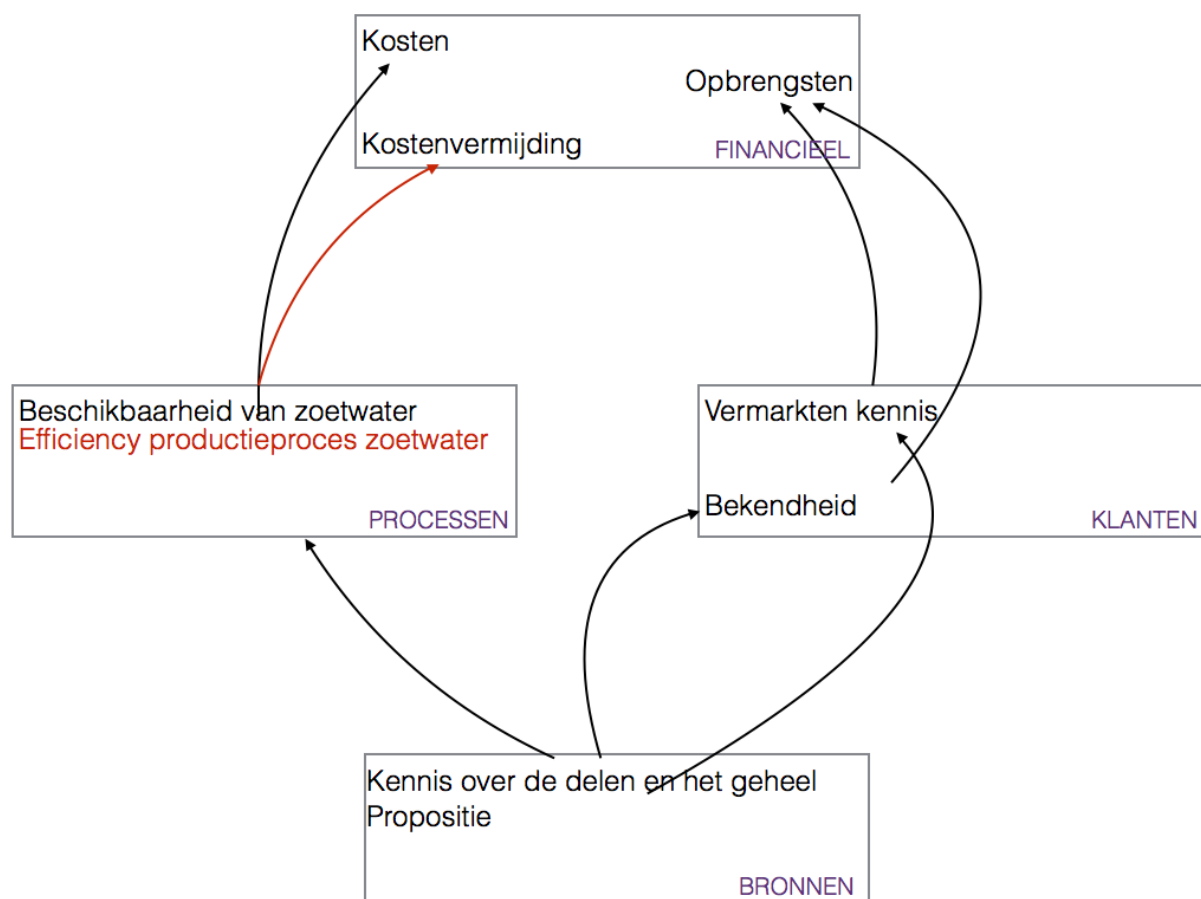 Kosten
Opbrengsten
Kostenvermijding
FINANCIEEL
Beschikbaarheid van zoetwater
Efficiency productieproces zoetwater
PROCESSEN
Vermarkten kennis
Bekendheid
KLANTEN
Kennis over de delen en het geheel
Propositie
BRONNEN